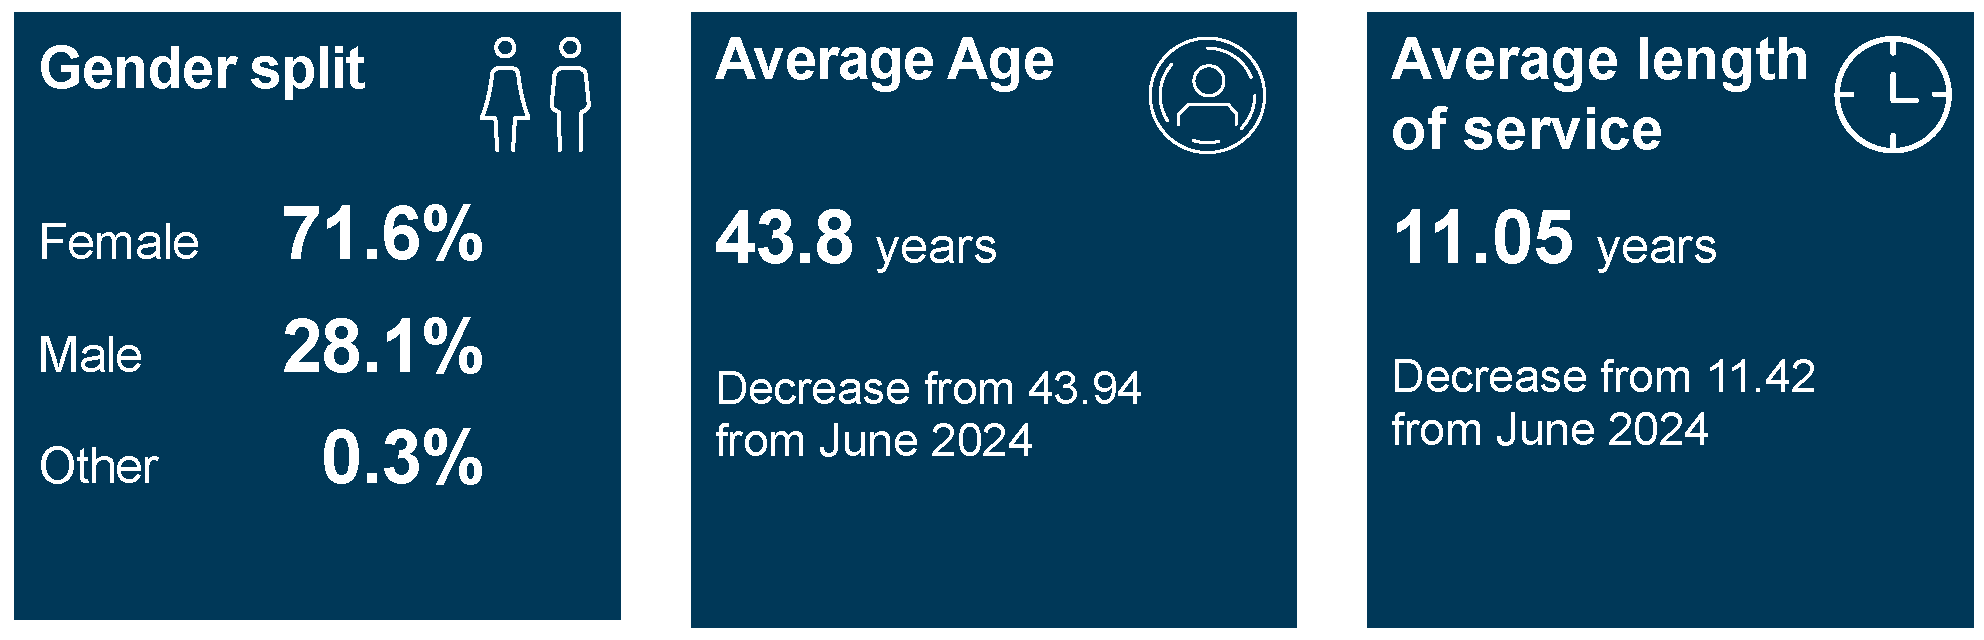 Gender split
Female 71.6%
Male 28.1%
Other 0.3%
Average Age
43.8 years
Decrease from 43.94
from June 2024
Average length
of service
11.05 years
Decrease from 11.42
from June 2024